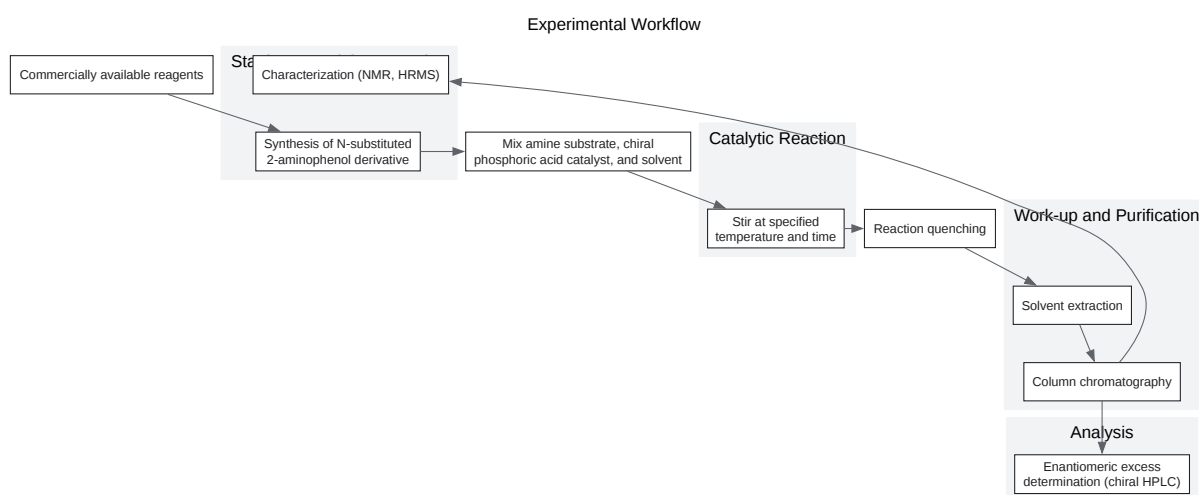 Experimental Workflow
Commercially available reagents
Characterization (NMR, HRMS)
Synthesis of N-substituted
2-aminophenol derivative
Mix amine substrate, chiral
phosphoric acid catalyst, and solvent
Catalytic Reaction
Stir at specified
temperature and time
Reaction quenching
Work-up and Purification
Solvent extraction
Column chromatography
Analysis
Enantiomeric excess
determination (chiral HPLC)